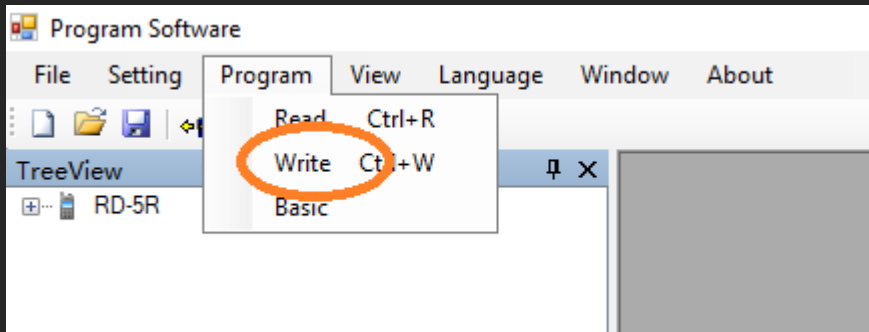 Program Software
File Setting Program View Language Window About
Read Ctrl+R
TreeView
Write Ctrl+W
RD-5R
Basic